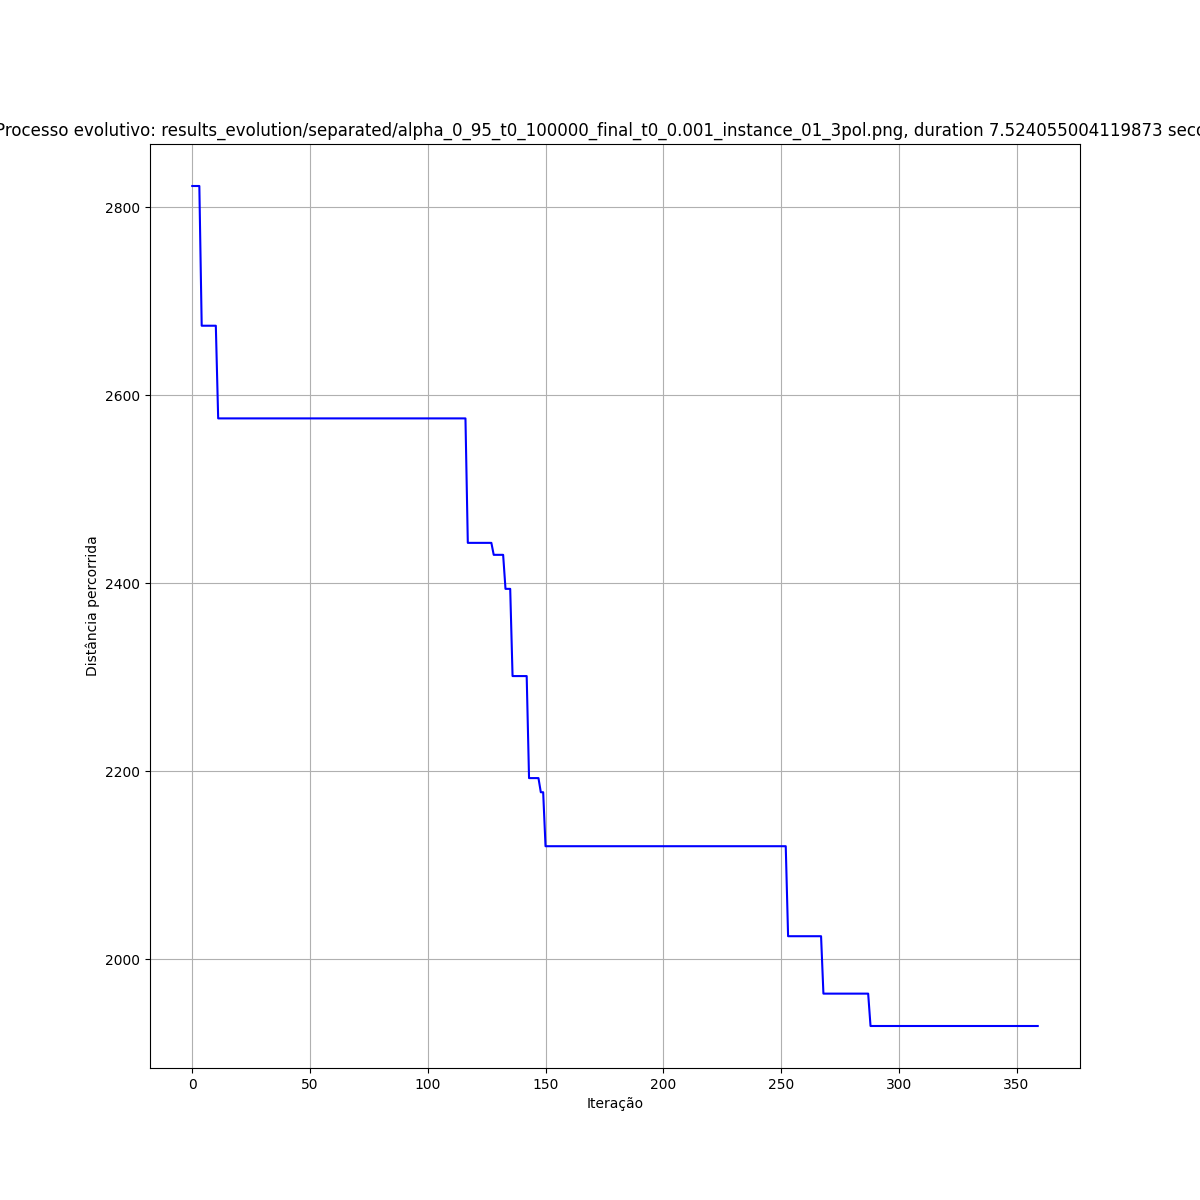 Processo evolutivo: results_evolution/separated/alpha_0_95_t0_100000_final_t0_0.001_instance_01_3pol.png, duration 7.524055004119873
2800
2600
2400
2200
2000
Distância percorrida
0 50 100 150 200 250 300 350
Iteração